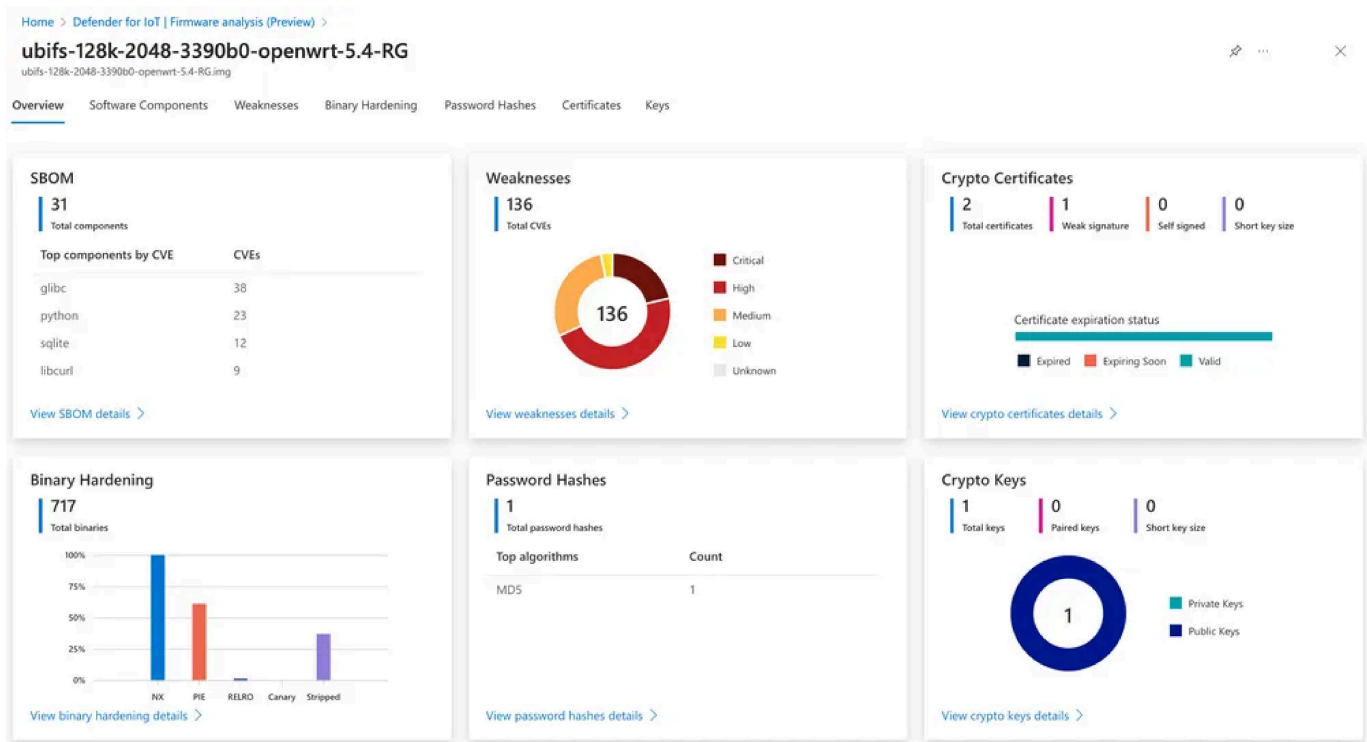 Home > Defender for IoT | Firmware analysis (Preview) >
ubifs-128k-2048-3390b0-openwrt-5.4-RG
ubifs-128k-2048-3390b0-openwrt-5.4-RG.img
Overview Software Components Weaknesses Binary Hardening Password Hashes Certificates Keys
SBOM
31
Total components
Top components by CVE CVEs
glibc 38
python 23
sqlite 12
libcurl 9
View SBOM details >
Weaknesses
136
Total CVEs
136
Critical
High
Medium
Low
Unknown
View weaknesses details >
Crypto Certificates
2 1 0 0
Total certificates Weak signature Self signed Short key size
Certificate expiration status
Expired Expiring Soon Valid
View crypto certificates details >
Binary Hardening
717
Total binaries
100%
75%
50%
25%
0%
NX PIE RELRO Canary Stripped
View binary hardening details >
Password Hashes
1
Total password hashes
Top algorithms Count
MD5 1
View password hashes details >
Crypto Keys
1 0 0
Total keys Paired keys Short key size
1
Private Keys
Public Keys
View crypto keys details >